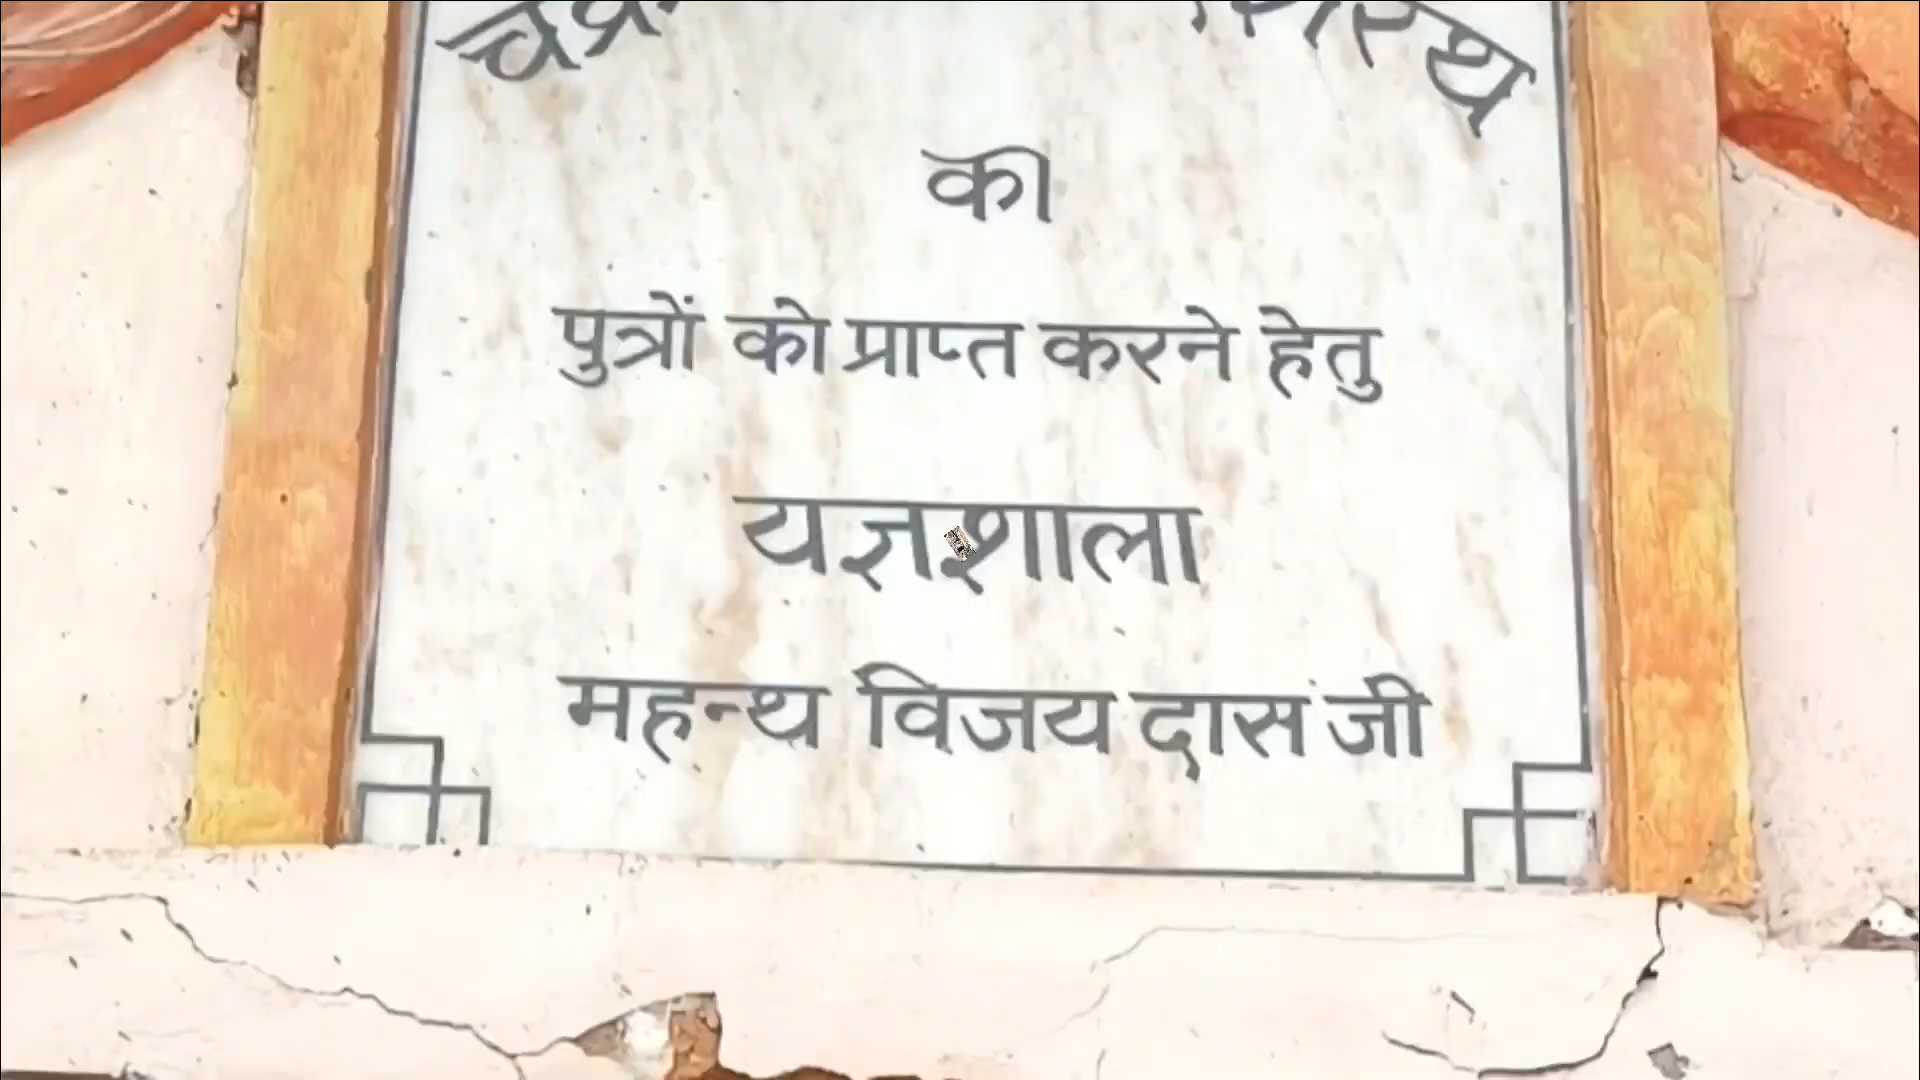 का
पुत्रों को प्राप्त करने हेतु
यज्ञशाला
महन्थ विजय दास जी